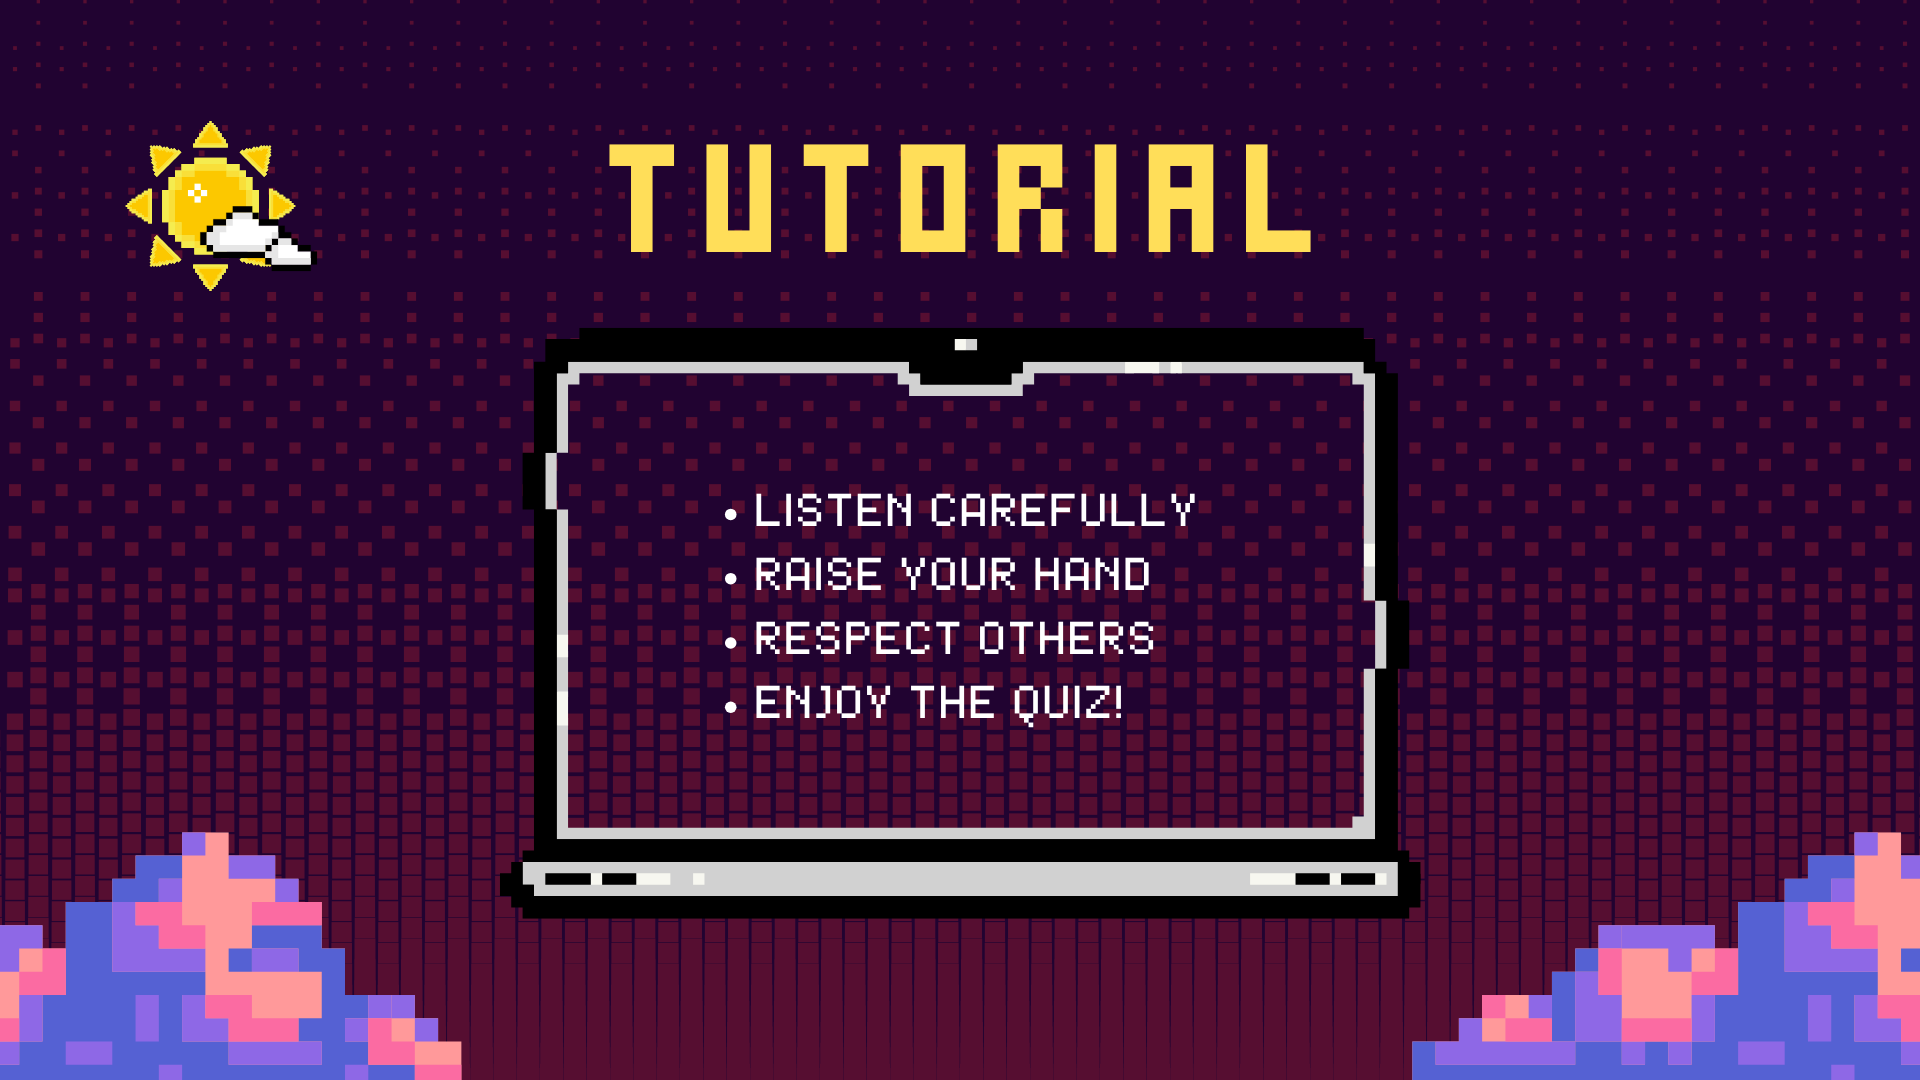 TUTORIAL
• LISTEN CAREFULLY
• RAISE YOUR HAND
• RESPECT OTHERS
• ENJOY THE QUIZ!